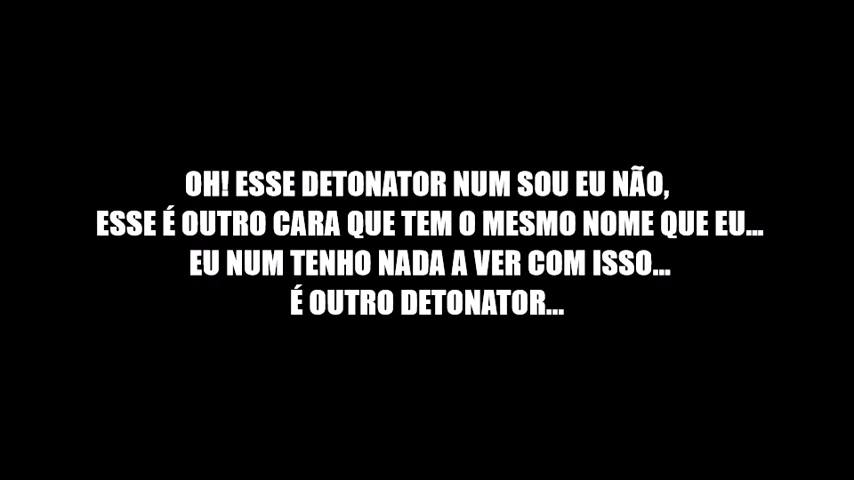 OH! ESSE DETONATOR NUM SOU EU NÃO,
ESSE É OUTRO CARA QUE TEM O MESMO NOME QUE EU...
EU NUM TENHO NADA A VER COM ISSO...
É OUTRO DETONATOR...